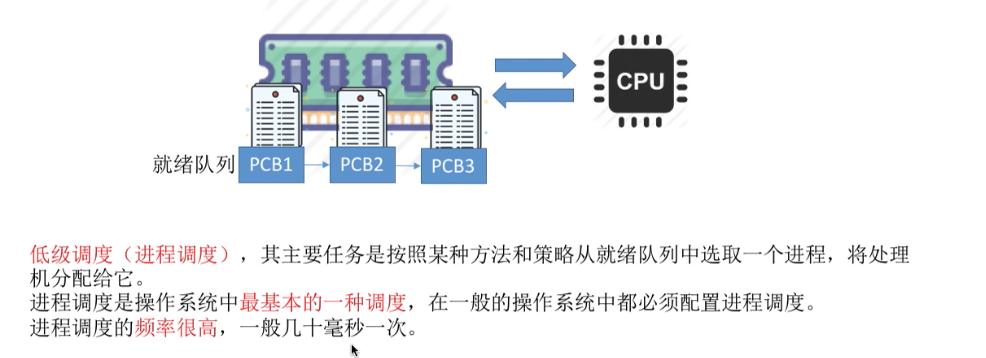 CPU
就绪队列 PCB1 PCB2 PCB3
低级调度（进程调度），其主要任务是按照某种方法和策略从就绪队列中选取一个进程，将处理
机分配给它。
进程调度是操作系统中最基本的一种调度，在一般的操作系统中都必须配置进程调度。
进程调度的频率很高，一般几十毫秒一次。